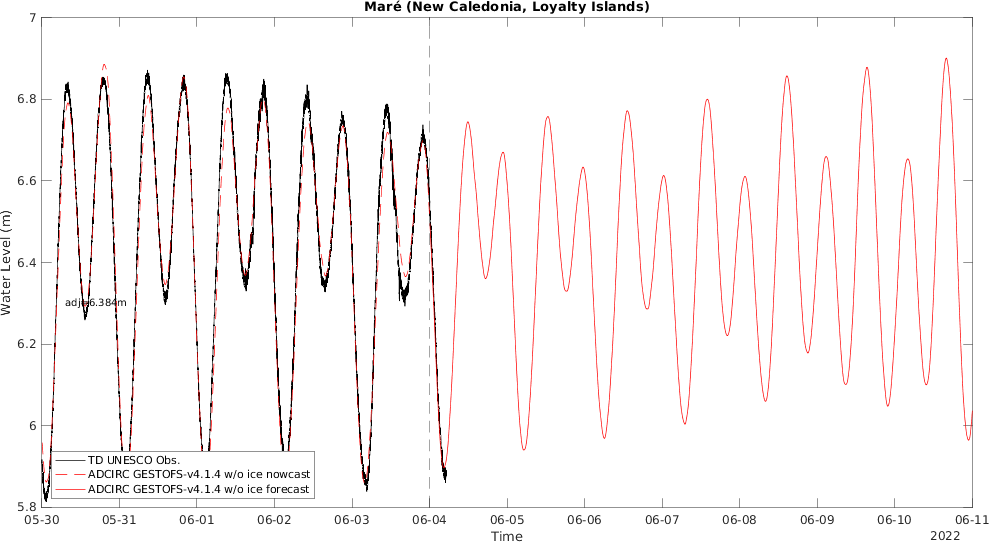 Maré (New Caledonia, Loyalty Islands)
7
6.8
6.6
6.4
6.2
6
5.8
Water Level (m)
adj:6.384m
TD UNESCO Obs.
ADCIRC GESTOFS-v4.1.4 w/o ice nowcast
ADCIRC GESTOFS-v4.1.4 w/o ice forecast
05-30 05-31 06-01 06-02 06-03 06-04 06-05 06-06 06-07 06-08 06-09 06-10 06-11
Time
2022